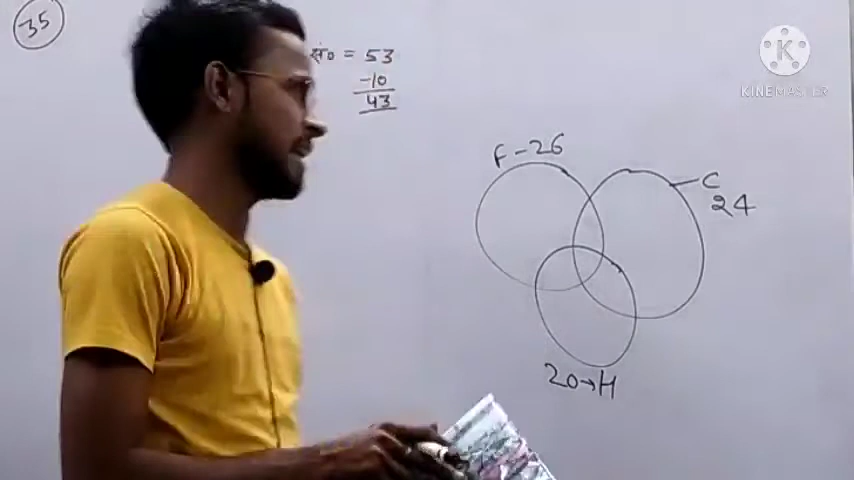 35
सं० = 53
-10
43
F-26
C
24
20→H
K
KINEMASTER